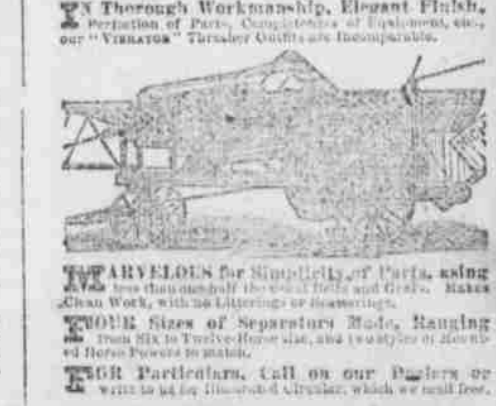 IN Thorough Workmanship, Elegant Finish,
Perfection of Parts, Completeness of Equipment, etc.,
our "VIBRATOR" Thresher Outfits are Incomparable.
MARVELOUS for Simplicity of Parts, using
less than one-half the usual Belts and Gears. Makes
Clean Work, with no Litterings or Scatterings.
FOUR Sizes of Separators Made, Ranging
from Six to Twelve-Horse size, and two styles of Mount-
ed Horse Powers to match.
FOR Particulars, Call on our Dealers or
write to us for Illustrated Circular, which we mail free.